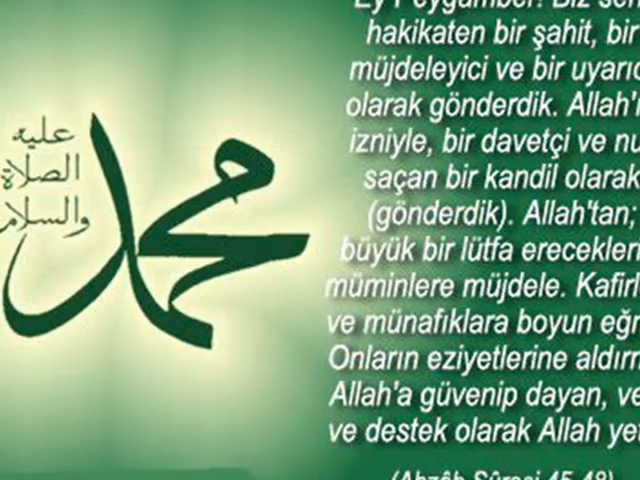 عليه
الصلاة
والسلام
محمد
Ey Peygamber! Biz
hakikaten bir şahit, bir
müjdeleyici ve bir
olarak gönderdik.
izniyle, bir davetçi ve
saçan bir kandil olarak
(gönderdik). Allah'tan;
büyük bir lütfa
müminlere müjdele.
ve münafıklara boyun
Onların eziyetlerine
Allah'a güvenip dayan,
ve destek olarak Allah
(Ahzâb Sûresi 45-48)